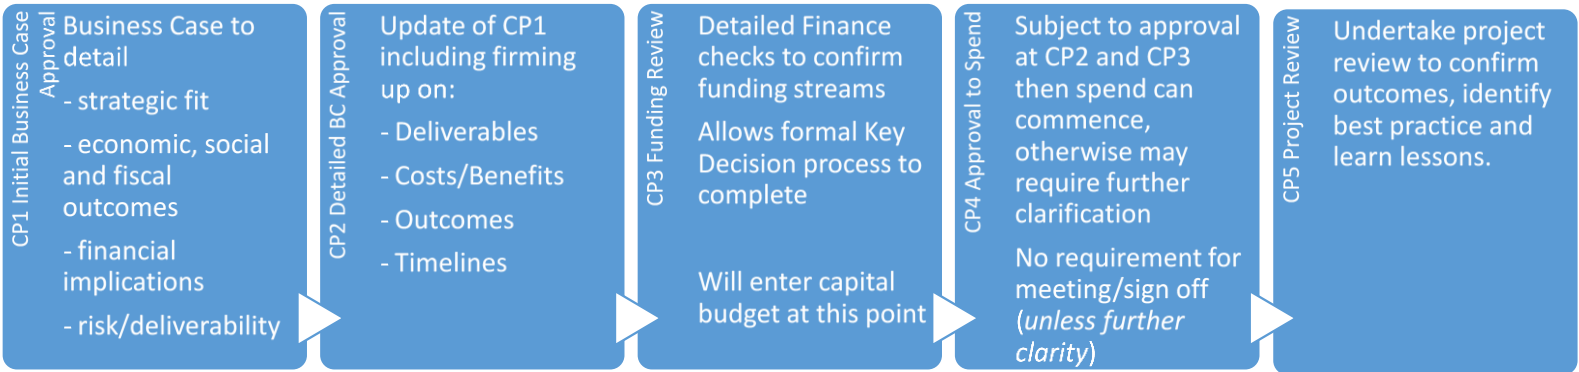 CP1 Initial Business Case
Approval
Business Case to
detail
- strategic fit
- economic, social
and fiscal
outcomes
- financial
implications
- risk/deliverability
CP2 Detailed BC Approval
Update of CP1
including firming
up on:
- Deliverables
- Costs/Benefits
- Outcomes
- Timelines
CP3 Funding Review
Detailed Finance
checks to confirm
funding streams
Allows formal Key
Decision process to
complete
Will enter capital
budget at this point
CP4 Approval to Spend
Subject to approval
at CP2 and CP3
then spend can
commence,
otherwise may
require further
clarification
No requirement for
meeting/sign off
(unless further
clarity)
CP5 Project Review
Undertake project
review to confirm
outcomes, identify
best practice and
learn lessons.